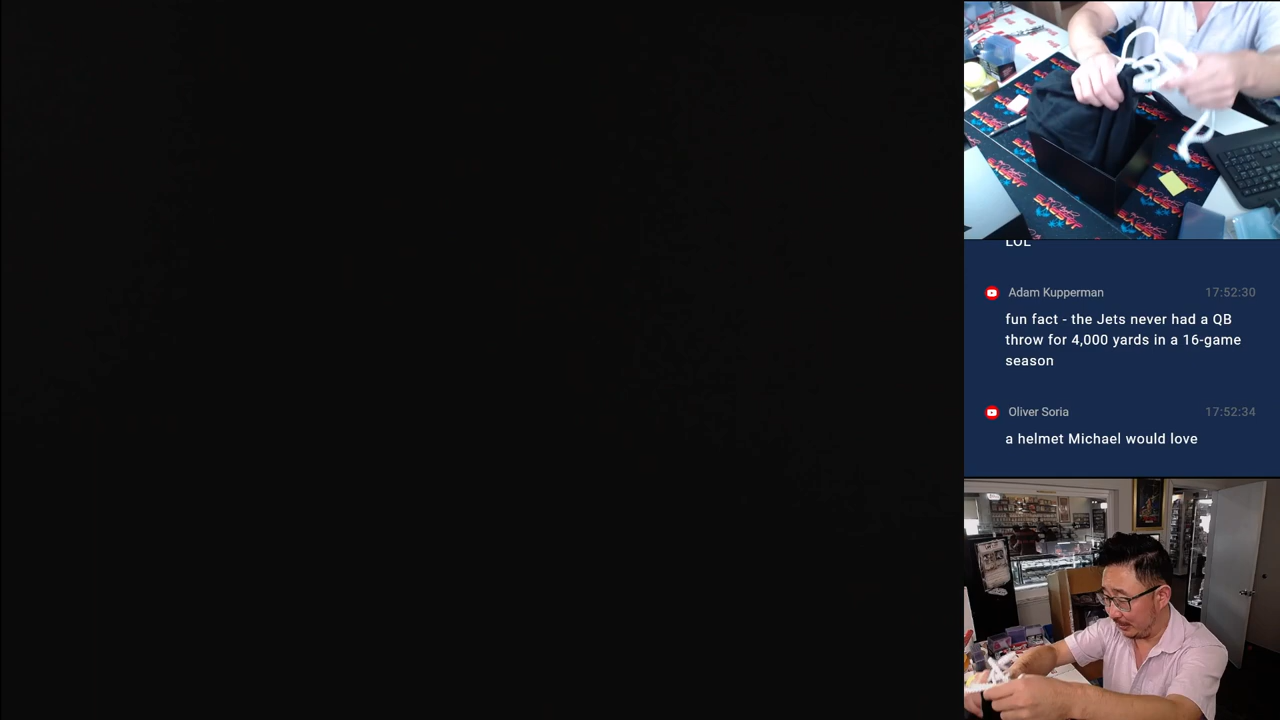 LOL
Adam Kupperman 17:52:30
fun fact - the Jets never had a QB
throw for 4,000 yards in a 16-game
season
Oliver Soria 17:52:34
a helmet Michael would love